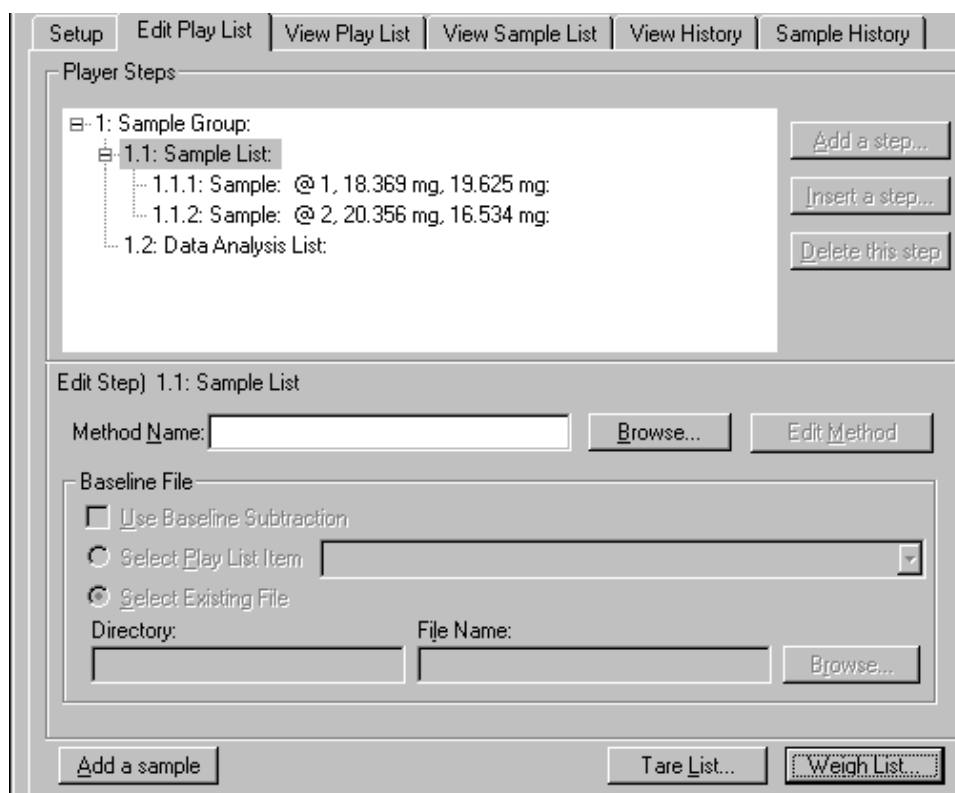 Setup Edit Play List View Play List View Sample List View History Sample History
Player Steps
1: Sample Group:
1.1: Sample List:
1.1.1: Sample: @ 1, 18.369 mg, 19.625 mg:
1.1.2: Sample: @ 2, 20.356 mg, 16.534 mg:
1.2: Data Analysis List:
Add a step...
Insert a step...
Delete this step
Edit Step) 1.1: Sample List
Method Name: Browse... Edit Method
Baseline File
Use Baseline Subtraction
Select Play List Item
Select Existing File
Directory: File Name:
Browse...
Add a sample Tare List... Weigh List...